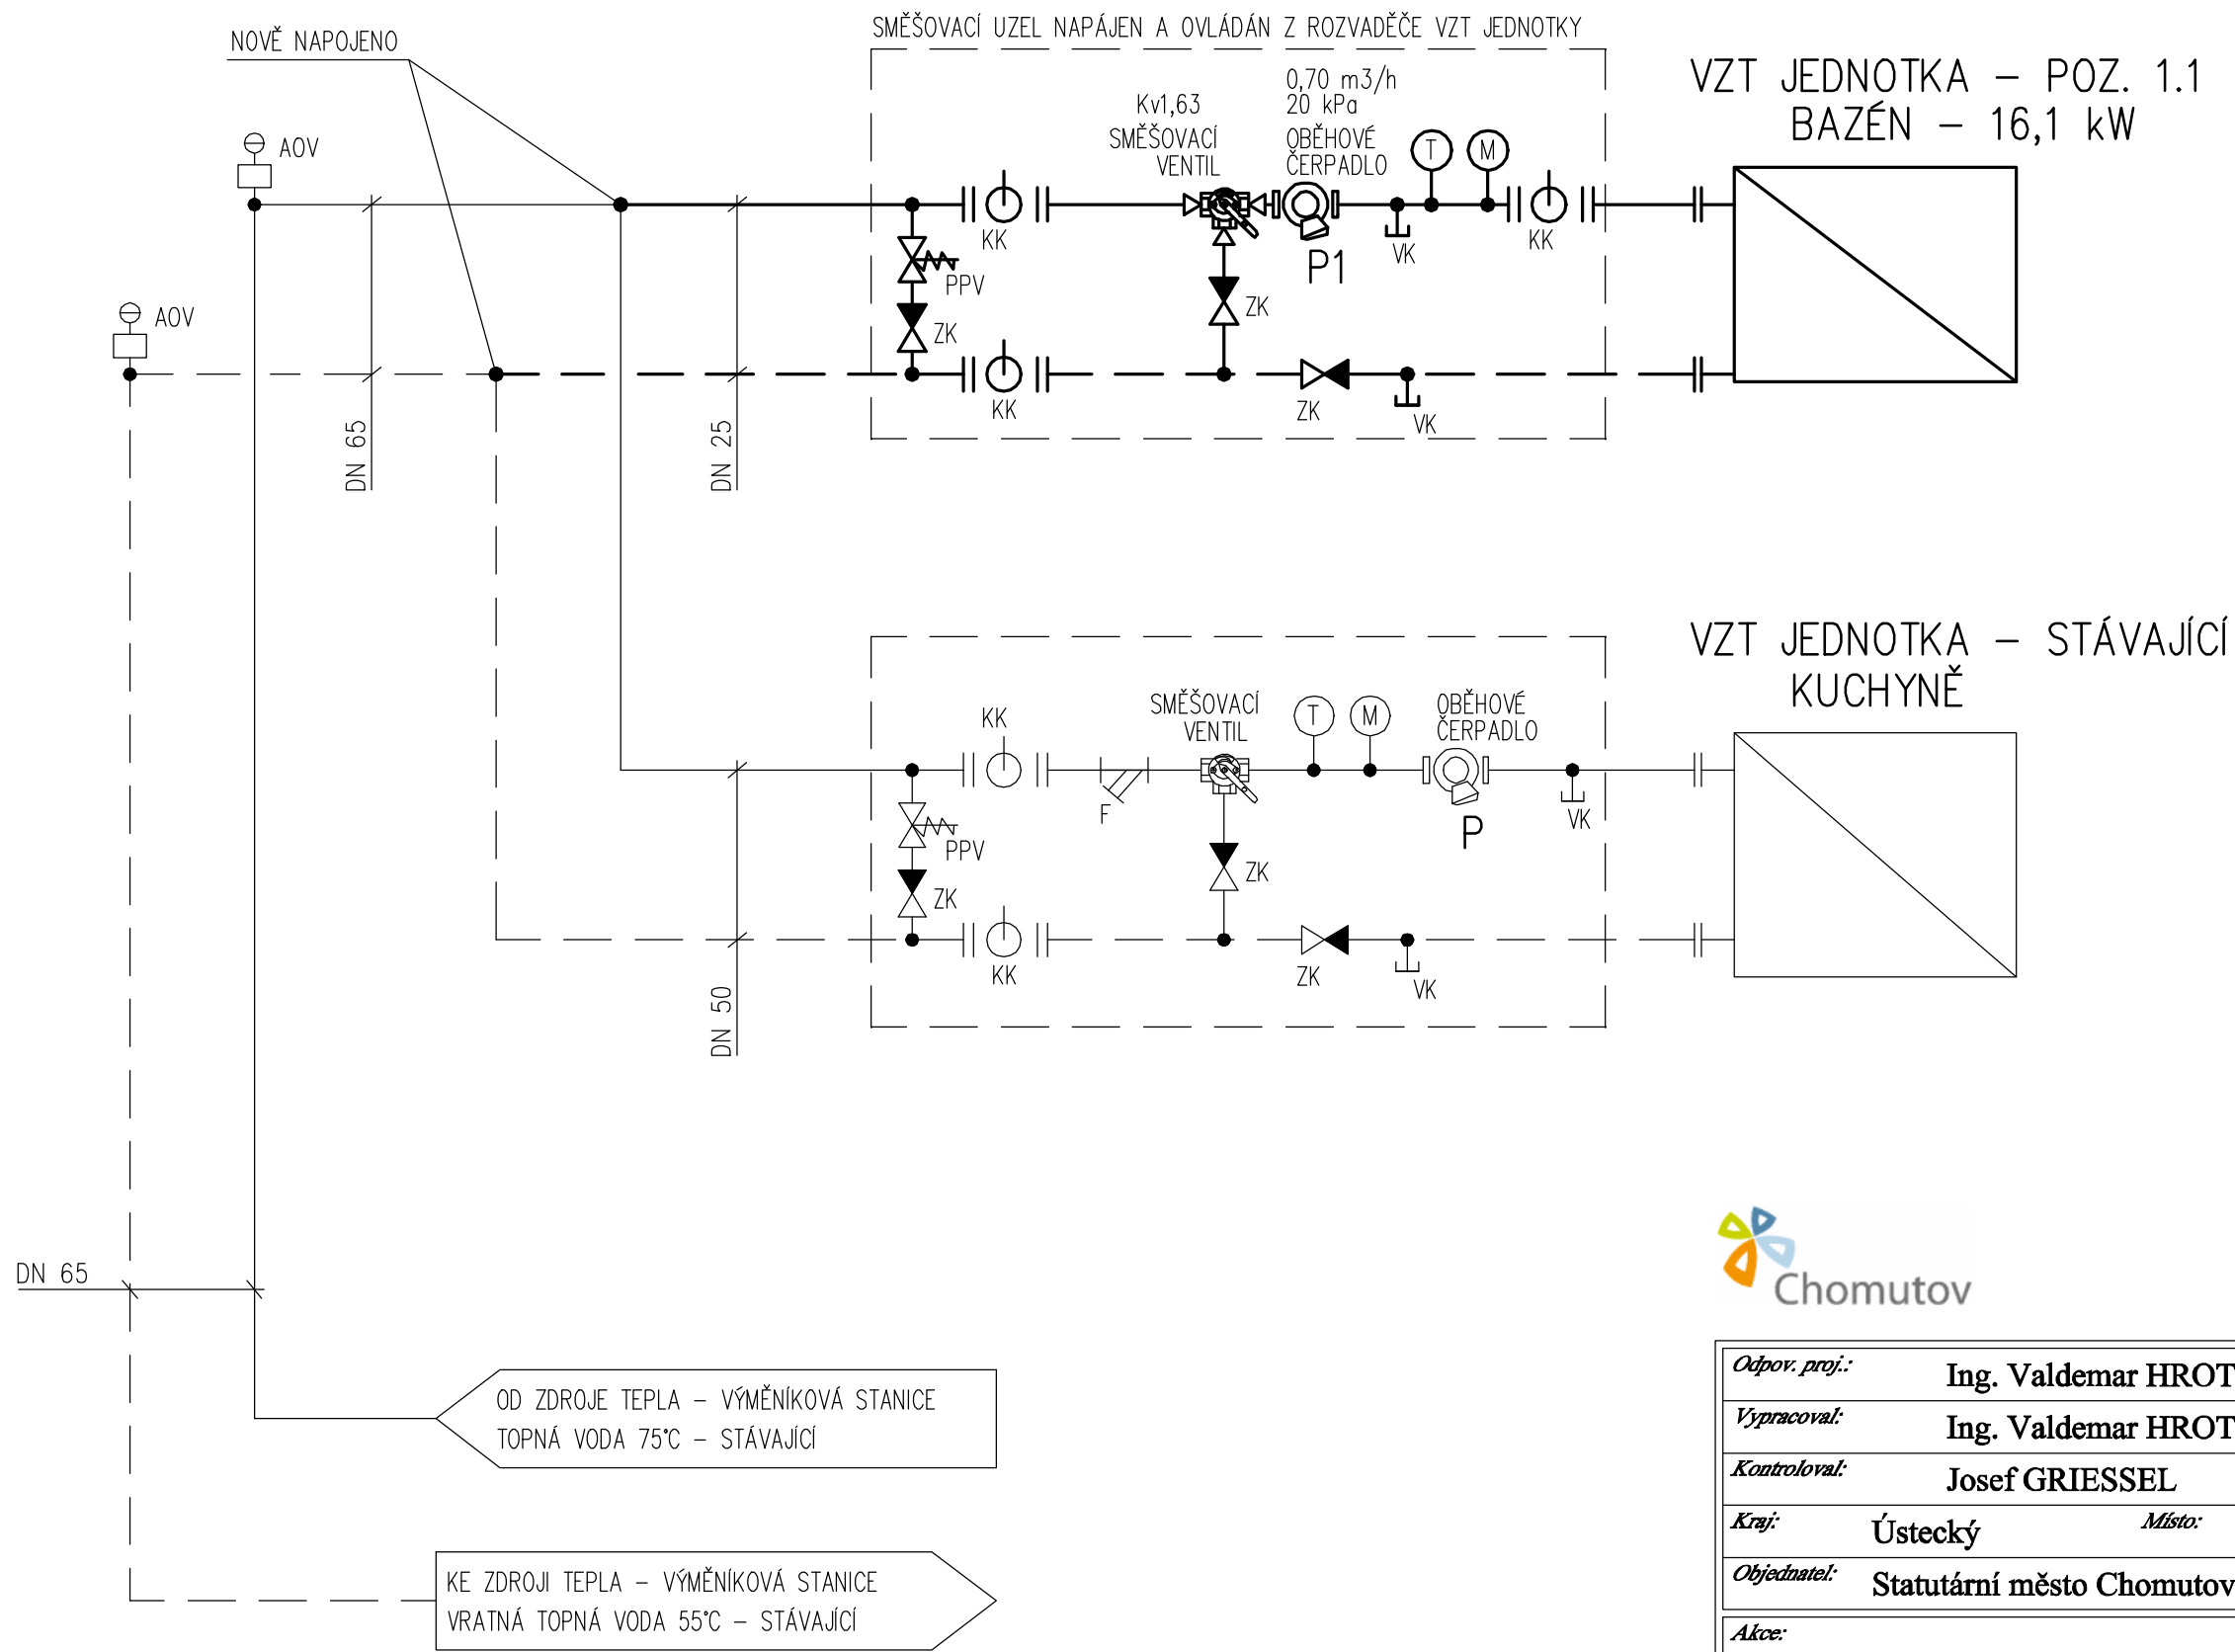 NOVĚ NAPOJENO
SMĚŠOVACÍ UZEL NAPÁJEN A OVLÁDÁN Z ROZVADĚČE VZT JEDNOTKY
VZT JEDNOTKA – POZ. 1.1
BAZÉN – 16,1 kW
0,70 m3/h
20 kPa
OBĚHOVÉ
ČERPADLO
Kv1,63
SMĚŠOVACÍ
VENTIL
T
M
AOV
AOV
KK
PPV
ZK
KK
ZK
P1
VK
KK
ZK
VK
DN 65
DN 25
VZT JEDNOTKA – STÁVAJÍCÍ
KUCHYNĚ
KK
SMĚŠOVACÍ
VENTIL
T
M
OBĚHOVÉ
ČERPADLO
F
P
VK
PPV
ZK
ZK
KK
ZK
VK
DN 50
DN 65
Chomutov
OD ZDROJE TEPLA – VÝMĚNÍKOVÁ STANICE
TOPNÁ VODA 75°C – STÁVAJÍCÍ
KE ZDROJI TEPLA – VÝMĚNÍKOVÁ STANICE
VRATNÁ TOPNÁ VODA 55°C – STÁVAJÍCÍ
Odpov. proj.: Ing. Valdemar HROT
Vypracoval: Ing. Valdemar HROT
Kontroloval: Josef GRIESSEL
Kraj: Ústecký Místo:
Objednatel: Statutární město Chomutov
Akce: